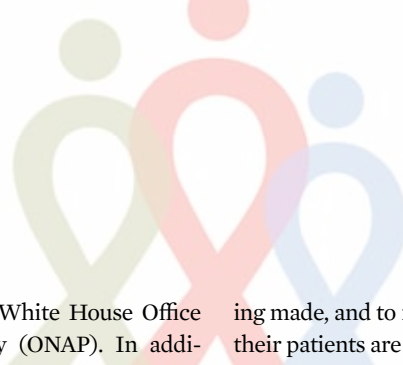 White House Office
(ONAP). In addi-
ing made, and to
their patients are